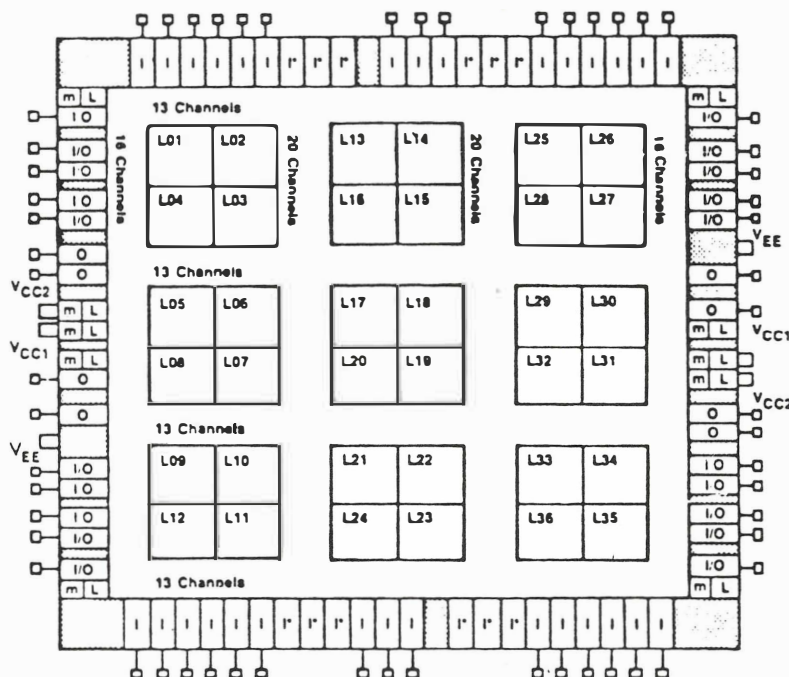 I I I I I I I* I* I* I I I I* I* I* I I I I I I
m L 13 Channels m L
I O I O
L01 L02 L13 L14 L25 L26
16 Channels 20 Channels 20 Channels 16 Channels
I/O I/O
I O I/O
L04 L03 L16 L15 L28 L27
I O I/O
I/O I/O
VEE
O
O 13 Channels O
VCC2
L05 L06 L17 L18 L29 L30
m L O
m L m L VCC1
VCC1 m L L08 L07 L20 L19 L32 L31 m L
O m L
VCC2
O O
13 Channels O
VEE
L09 L10 L21 L22 L33 L34
I/O I O
I O I/O
L12 L11 L24 L23 L36 L35
I O I/O
I/O I/O
I/O 13 Channels I/O
m L m L
I I I I I I I* I* I* I I I I* I* I* I I I I I I